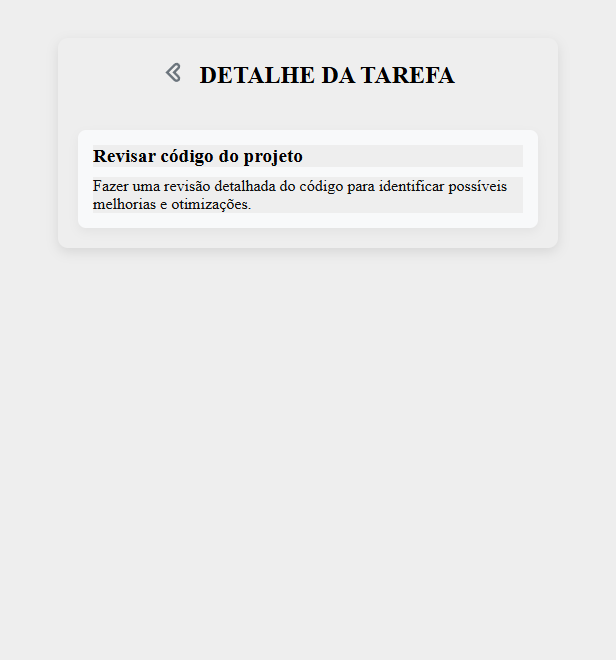 DETALHE DA TAREFA
Revisar código do projeto
Fazer uma revisão detalhada do código para identificar possíveis
melhorias e otimizações.